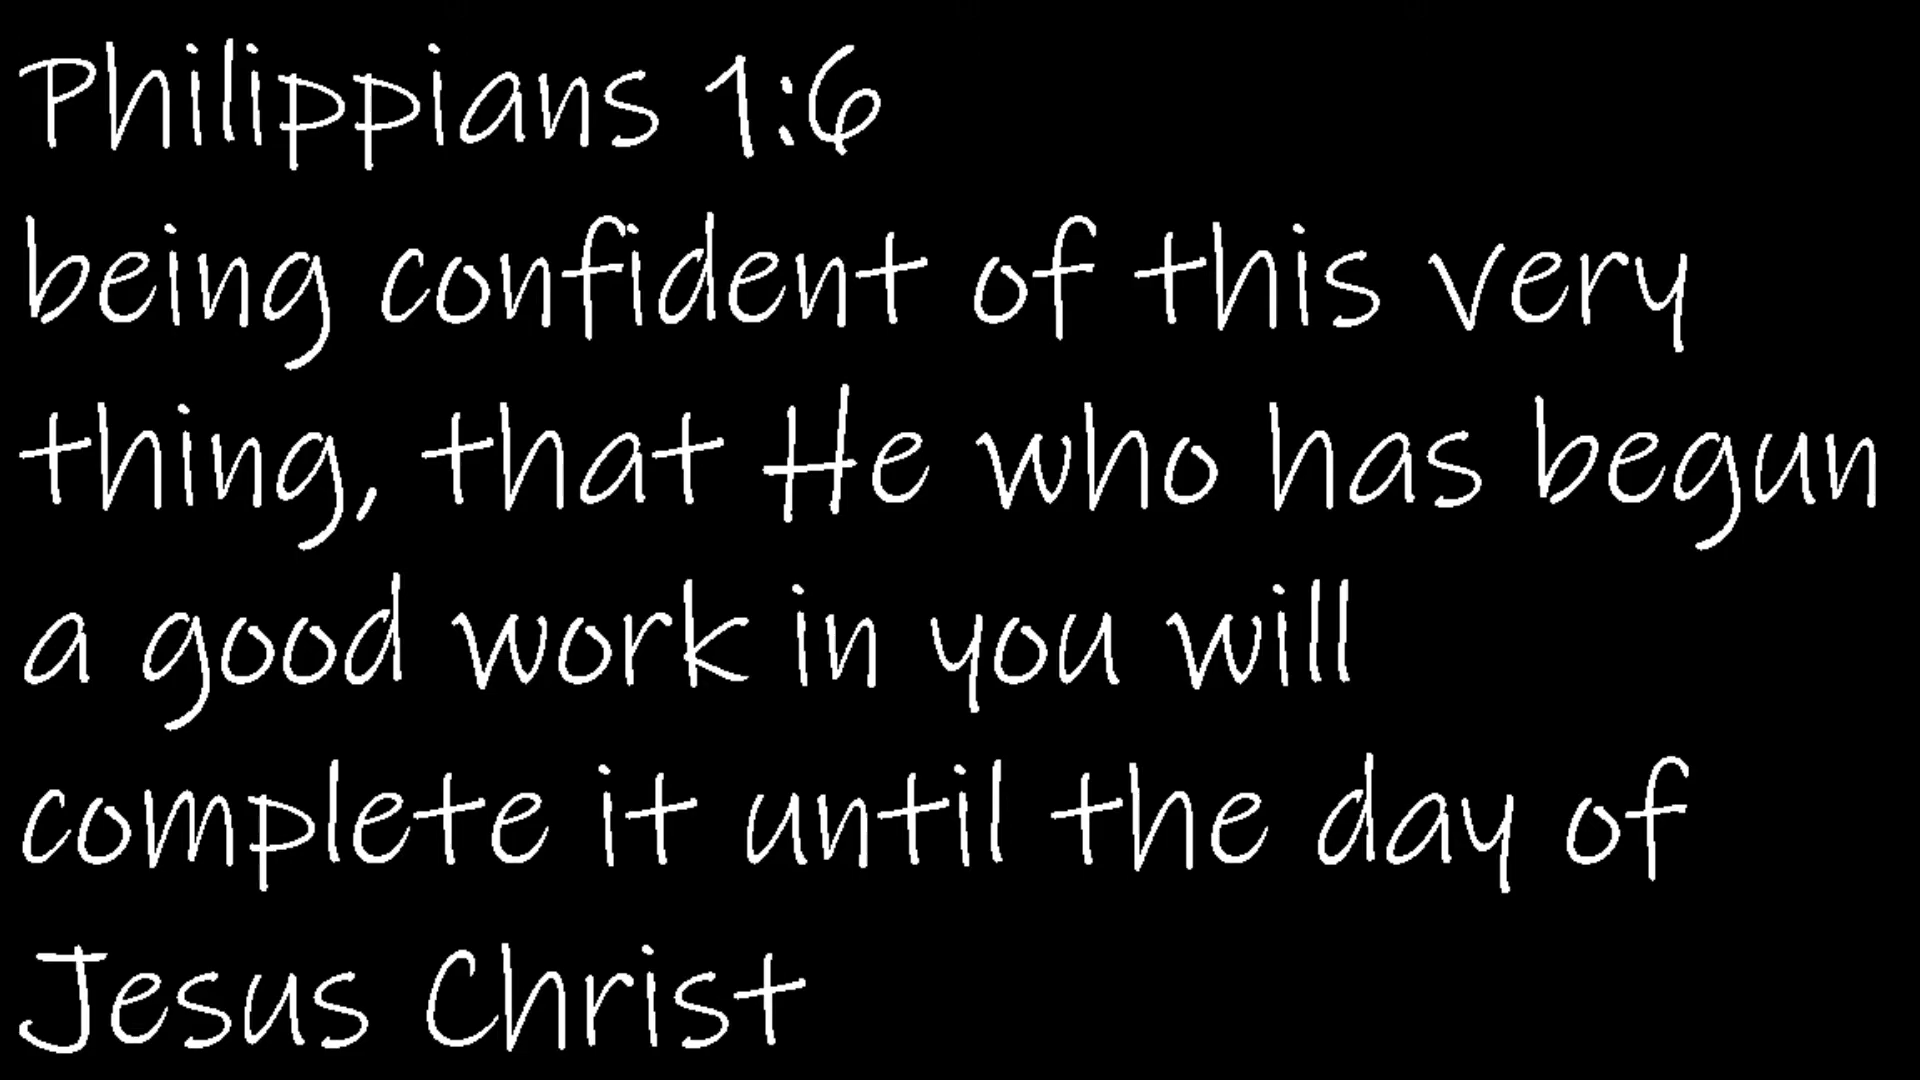 Philippians 1:6
being confident of this very
thing, that He who has begun
a good work in you will
complete it until the day of
Jesus Christ